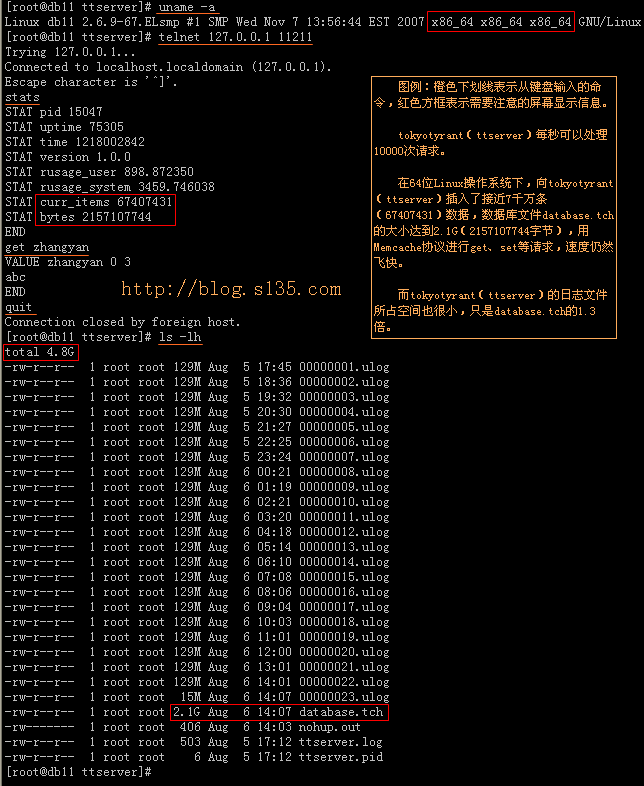 [root@db11 ttserver]# uname -a
Linux db11 2.6.9-67.ELsmp #1 SMP Wed Nov 7 13:56:44 EST 2007 x86_64 x86_64 x86_64 GNU/Linux
[root@db11 ttserver]# telnet 127.0.0.1 11211
Trying 127.0.0.1...
Connected to localhost.localdomain (127.0.0.1).
Escape character is '^]'.
stats
STAT pid 15047
STAT uptime 75305
STAT time 1218002842
STAT version 1.0.0
STAT rusage_user 898.872350
STAT rusage_system 3459.746038
STAT curr_items 67407431
STAT bytes 2157107744
END
get zhangyan
VALUE zhangyan 0 3
abc
END
quit
Connection closed by foreign host.
图例：橙色下划线表示从键盘输入的命
令，红色方框表示需要注意的屏幕显示信息。
tokyotyrant（ttserver）每秒可以处理
10000次请求。
在64位Linux操作系统下，向tokyotyrant
（ttserver）插入了接近7千万条
（67407431）数据，数据库文件database.tch
的大小达到2.1G（2157107744字节），用
Memcache协议进行get、set等请求，速度仍然
飞快。
而tokyotyrant（ttserver）的日志文件
所占空间也很小，只是database.tch的1.3
倍。
http://blog.s135.com
[root@db11 ttserver]# ls -lh
total 4.8G
-rw-r--r-- 1 root root 129M Aug 5 17:45 00000001.ulog
-rw-r--r-- 1 root root 129M Aug 5 18:36 00000002.ulog
-rw-r--r-- 1 root root 129M Aug 5 19:32 00000003.ulog
-rw-r--r-- 1 root root 129M Aug 5 20:30 00000004.ulog
-rw-r--r-- 1 root root 129M Aug 5 21:27 00000005.ulog
-rw-r--r-- 1 root root 129M Aug 5 22:25 00000006.ulog
-rw-r--r-- 1 root root 129M Aug 5 23:24 00000007.ulog
-rw-r--r-- 1 root root 129M Aug 6 00:21 00000008.ulog
-rw-r--r-- 1 root root 129M Aug 6 01:19 00000009.ulog
-rw-r--r-- 1 root root 129M Aug 6 02:21 00000010.ulog
-rw-r--r-- 1 root root 129M Aug 6 03:20 00000011.ulog
-rw-r--r-- 1 root root 129M Aug 6 04:18 00000012.ulog
-rw-r--r-- 1 root root 129M Aug 6 05:14 00000013.ulog
-rw-r--r-- 1 root root 129M Aug 6 06:10 00000014.ulog
-rw-r--r-- 1 root root 129M Aug 6 07:08 00000015.ulog
-rw-r--r-- 1 root root 129M Aug 6 08:06 00000016.ulog
-rw-r--r-- 1 root root 129M Aug 6 09:04 00000017.ulog
-rw-r--r-- 1 root root 129M Aug 6 10:03 00000018.ulog
-rw-r--r-- 1 root root 129M Aug 6 11:01 00000019.ulog
-rw-r--r-- 1 root root 129M Aug 6 12:00 00000020.ulog
-rw-r--r-- 1 root root 129M Aug 6 13:01 00000021.ulog
-rw-r--r-- 1 root root 129M Aug 6 14:01 00000022.ulog
-rw-r--r-- 1 root root 15M Aug 6 14:07 00000023.ulog
-rw-r--r-- 1 root root 2.1G Aug 6 14:07 database.tch
-rw------- 1 root root 406 Aug 6 14:03 nohup.out
-rw-r--r-- 1 root root 503 Aug 5 17:12 ttserver.log
-rw-r--r-- 1 root root 6 Aug 5 17:12 ttserver.pid
[root@db11 ttserver]#